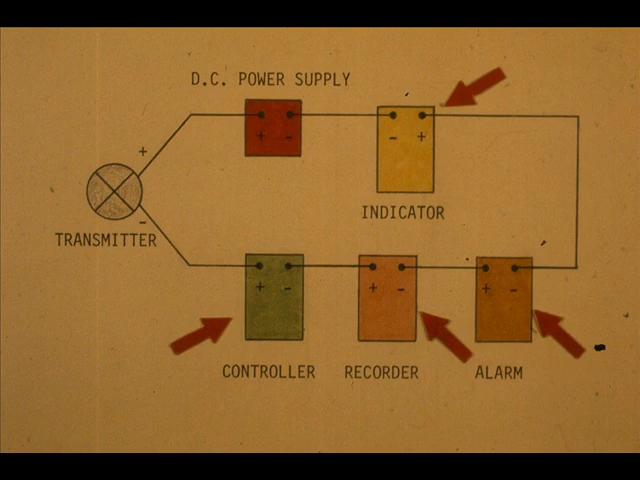 D.C. POWER SUPPLY
+ - - +
+
INDICATOR
TRANSMITTER
-
+ - + - + -
CONTROLLER RECORDER ALARM